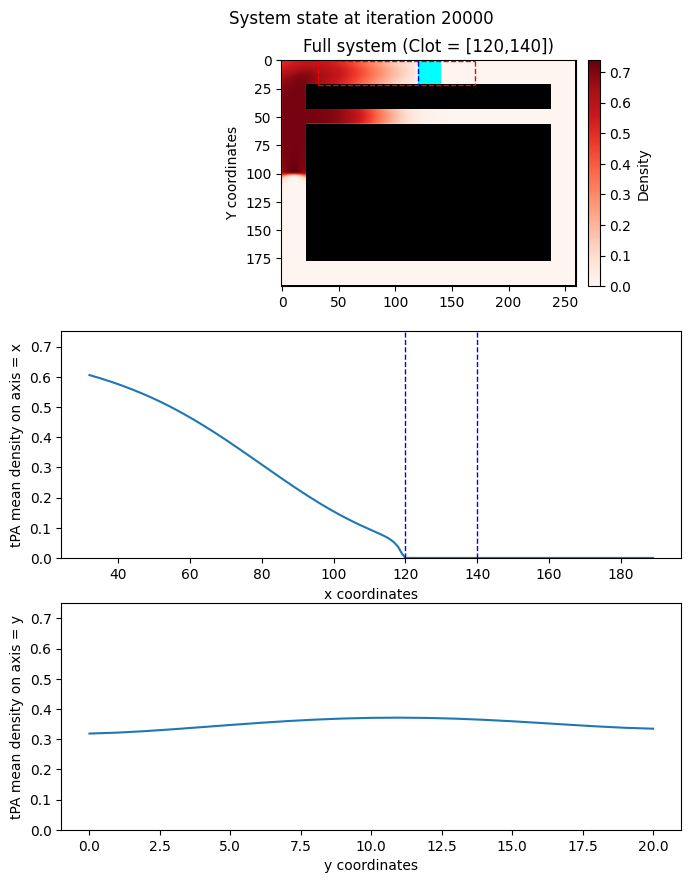 System state at iteration 20000
Full system (Clot = [120,140])
0
25
50
75
100
125
150
175
Y coordinates
0 50 100 150 200 250
0.7
0.6
0.5
0.4
0.3
0.2
0.1
0.0
Density
0.7
0.6
0.5
0.4
0.3
0.2
0.1
0.0
tPA mean density on axis = x
40 60 80 100 120 140 160 180
x coordinates
0.7
0.6
0.5
0.4
0.3
0.2
0.1
0.0
tPA mean density on axis = y
0.0 2.5 5.0 7.5 10.0 12.5 15.0 17.5 20.0
y coordinates